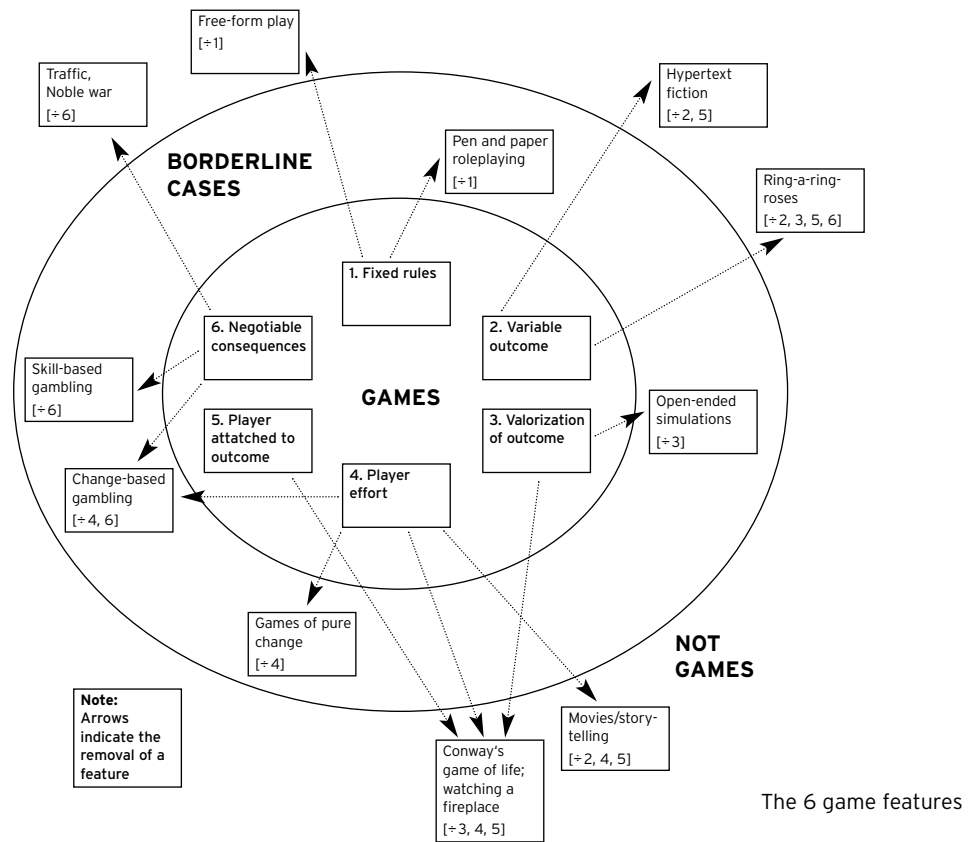 Free-form play
[÷1]
Traffic,
Noble war
[÷6]
Hypertext
fiction
[÷2, 5]
BORDERLINE
CASES
Pen and paper
roleplaying
[÷1]
Ring-a-ring-
roses
[÷2, 3, 5, 6]
1. Fixed rules
6. Negotiable
consequences
2. Variable
outcome
Skill-based
gambling
[÷6]
GAMES
Open-ended
simulations
[÷3]
5. Player
attatched to
outcome
3. Valorization
of outcome
Change-based
gambling
[÷4, 6]
4. Player
effort
Games of pure
change
[÷4]
NOT
GAMES
Note:
Arrows
indicate the
removal of a
feature
Movies/story-
telling
[÷2, 4, 5]
Conway's
game of life;
watching a
fireplace
[÷3, 4, 5]
The 6 game features